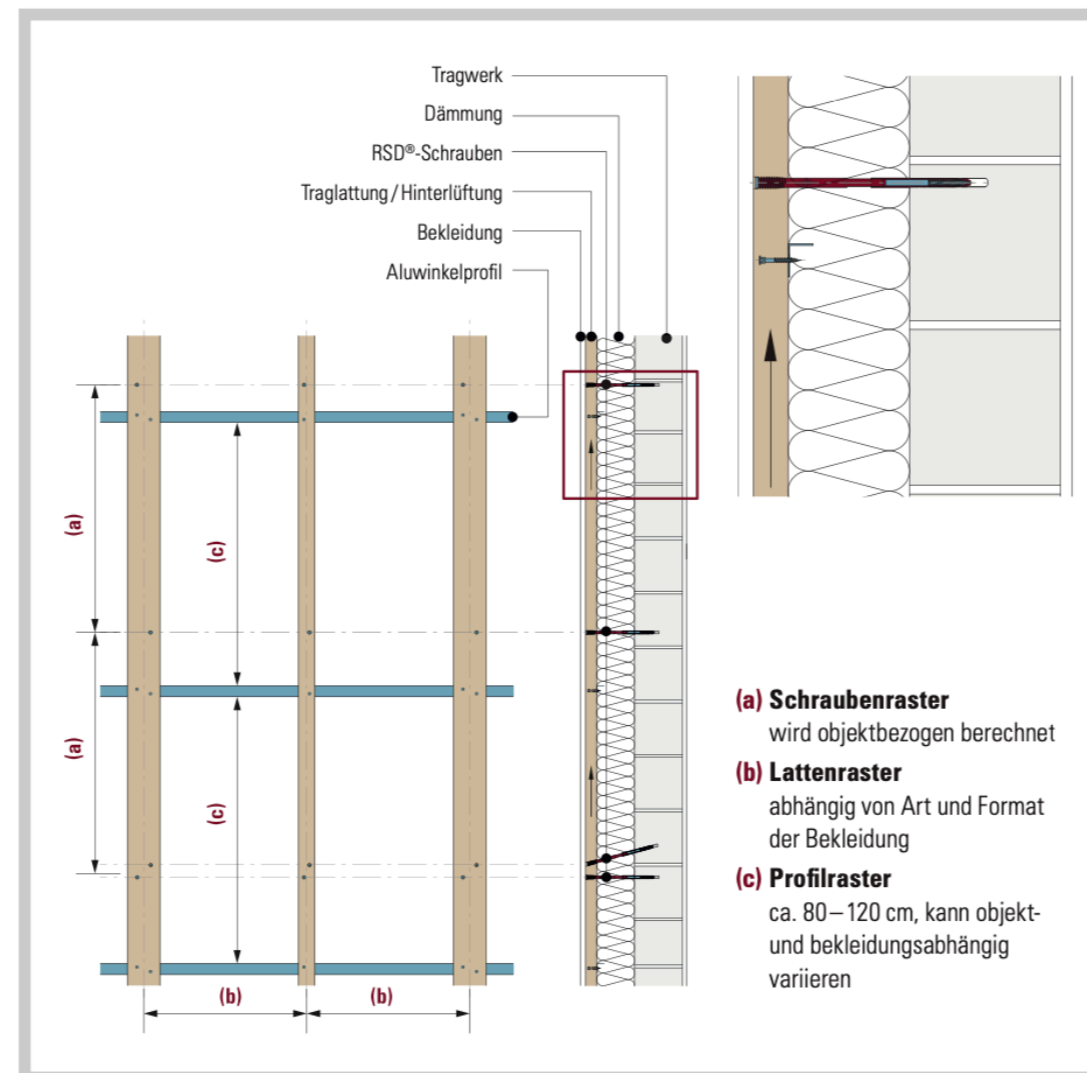 Tragwerk
Dämmung
RSD®-Schrauben
Traglattung / Hinterlüftung
Bekleidung
Aluwinkelprofil
(a)
(c)
(a)
(c)
(b)
(b)
(a) Schraubenraster
wird objektbezogen berechnet
(b) Lattenraster
abhängig von Art und Format
der Bekleidung
(c) Profilraster
ca. 80–120 cm, kann objekt-
und bekleidungsabhängig
variieren